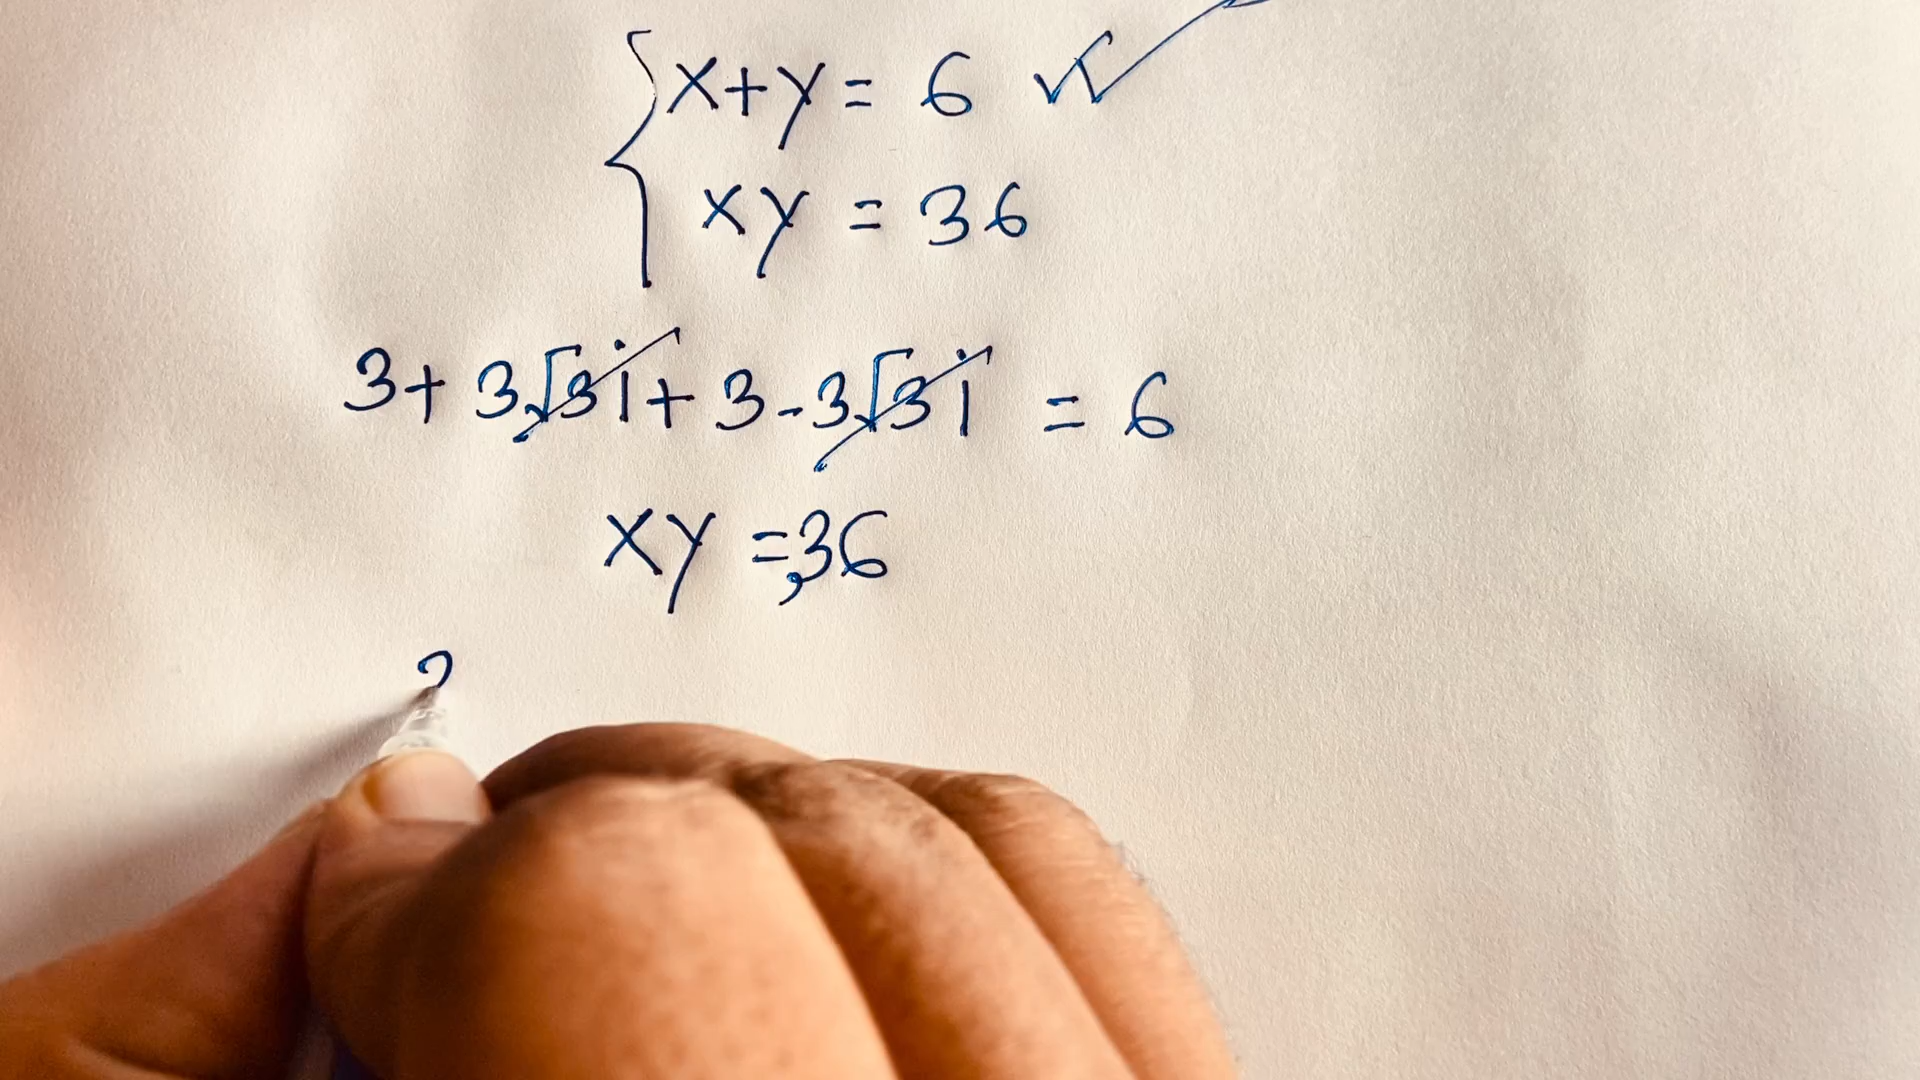 x+y = 6
xy = 36
3+3√3i+3-3√3i = 6
xy =,36